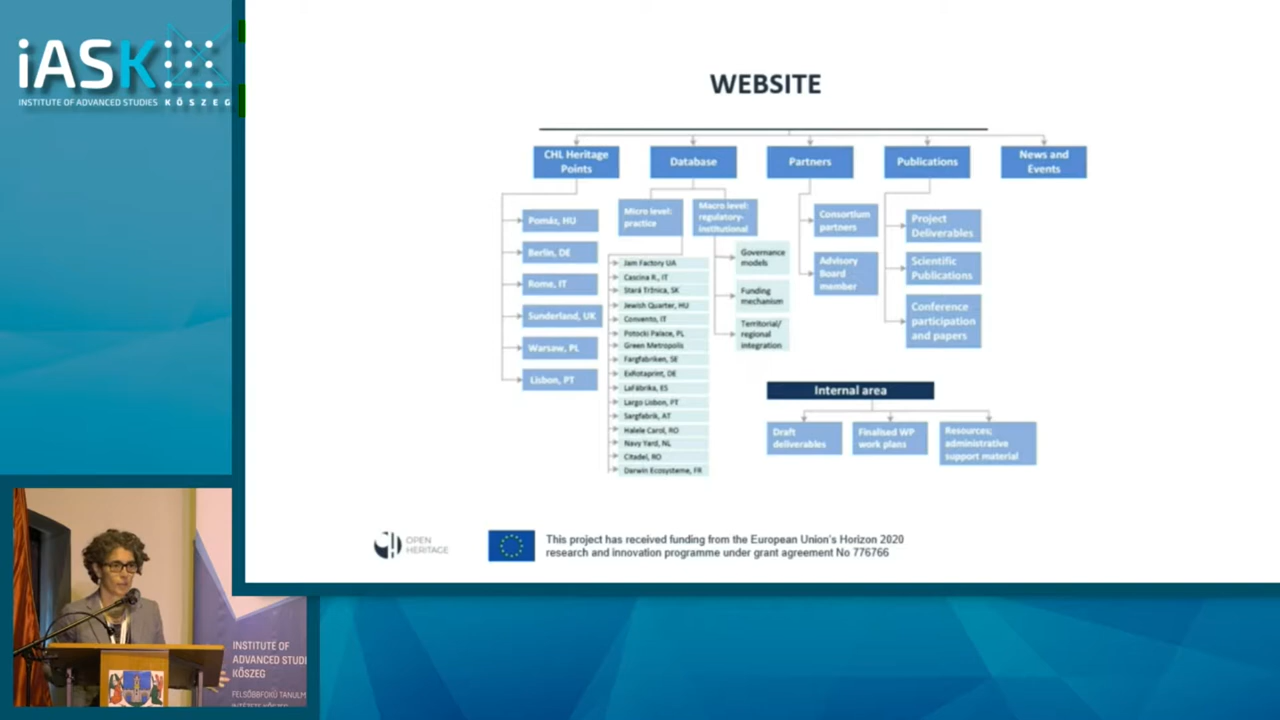 iASK
INSTITUTE OF ADVANCED STUDIES KŐSZEG
WEBSITE
CHL Heritage
Points
Database
Partners
Publications
News and
Events
Pomáz, HU
Berlin, DE
Rome, IT
Sunderland, UK
Warsaw, PL
Lisbon, PT
Micro level:
practice
Macro level:
regulatory-
institutional
Jam Factory UA
Cascina R., IT
Stará Tržnica, SK
Jewish Quarter, HU
Convento, IT
Potocki Palace, PL
Green Metropolis
Fargfabriken, SE
ExRotaprint, DE
LaFábrika, ES
Largo Lisbon, PT
Sargfabrik, AT
Halele Carol, RO
Navy Yard, NL
Citadel, RO
Darwin Ecosysteme, FR
Governance
models
Funding
mechanism
Territorial/
regional
integration
Consortium
partners
Advisory
Board
member
Project
Deliverables
Scientific
Publications
Conference
participation
and papers
Internal area
Draft
deliverables
Finalised WP
work plans
Resources;
administrative
support material
OPEN
HERITAGE
This project has received funding from the European Union's Horizon 2020
research and innovation programme under grant agreement No 776766
INSTITUTE OF
ADVANCED STUDI
KŐSZEG
FELSŐBBFOKÚ TANULM
INTÉZETE KŐSZEG